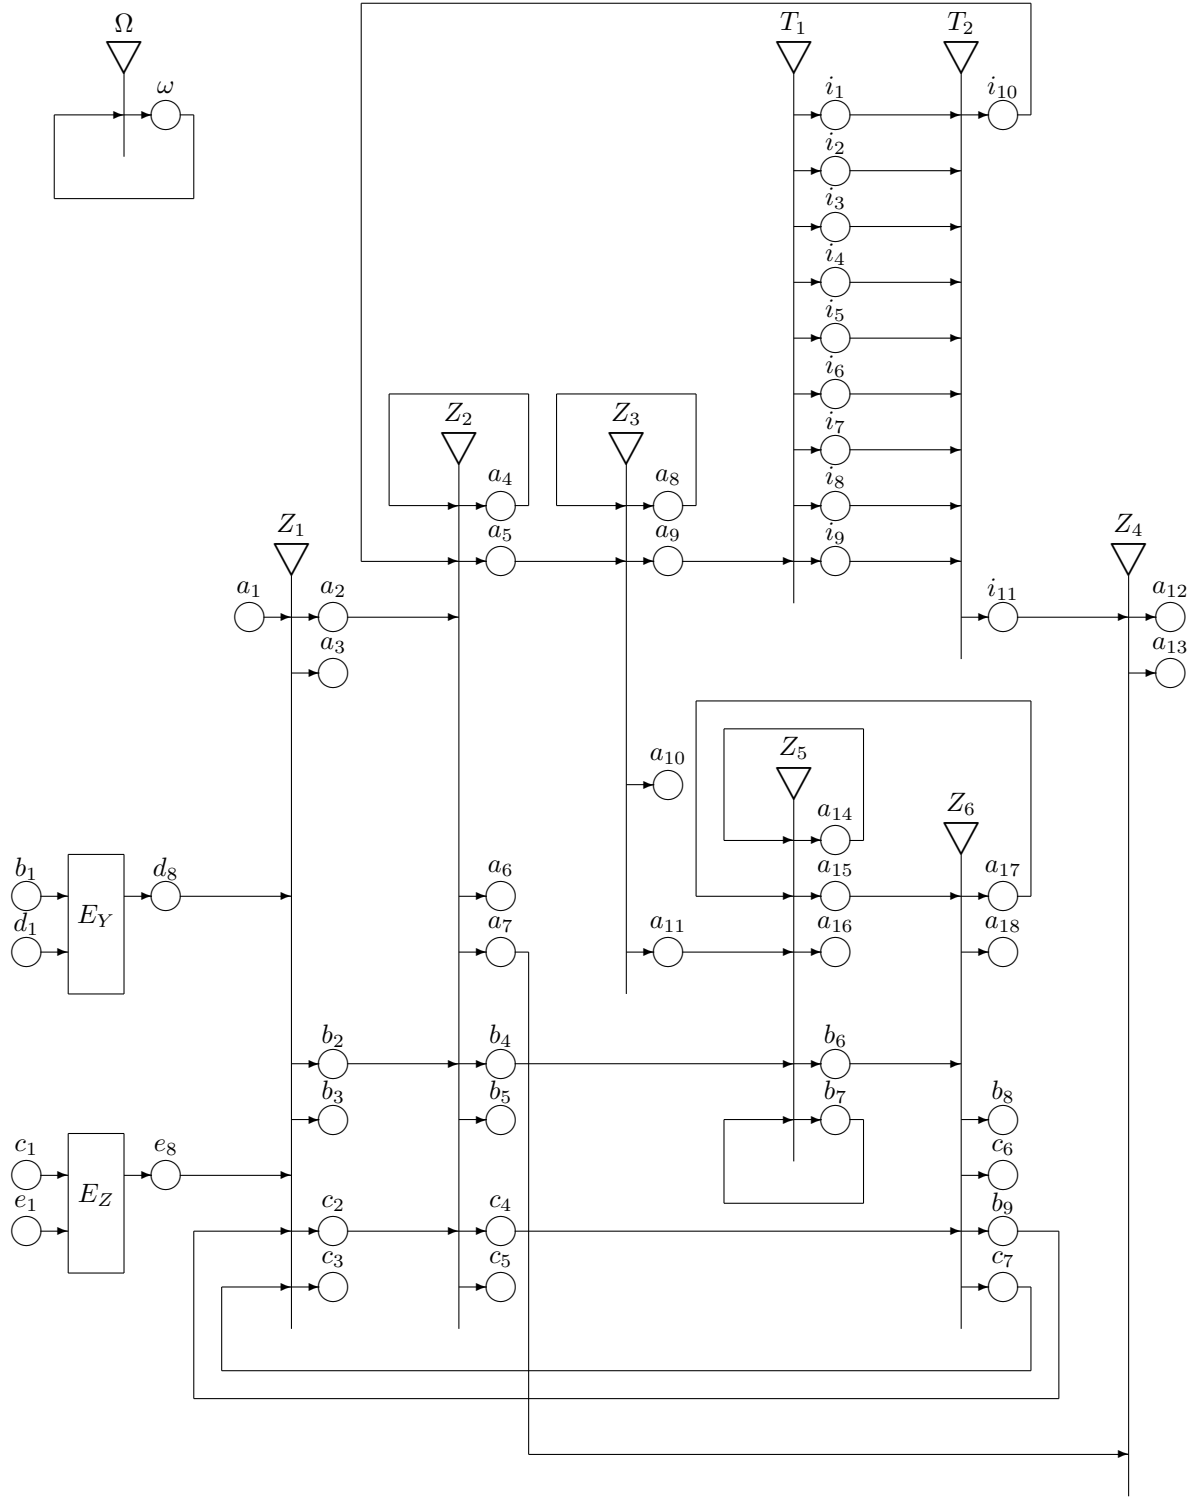 Ω T₁ T₂
ω i₁ i₁₀
i₂
i₃
i₄
i₅
i₆
Z₂ Z₃ i₇
a₄ a₈ i₈
Z₁ a₅ a₉ i₉ Z₄
a₁ a₂ i₁₁ a₁₂
a₃ a₁₃
a₁₀ Z₅
a₁₄ Z₆
b₁ d₈ a₆ a₁₅ a₁₇
E_Y
d₁ a₇ a₁₁ a₁₆ a₁₈
b₂ b₄ b₆
b₃ b₅ b₇ b₈
c₁ e₈ c₆
E_Z
e₁ c₂ c₄ b₉
c₃ c₅ c₇